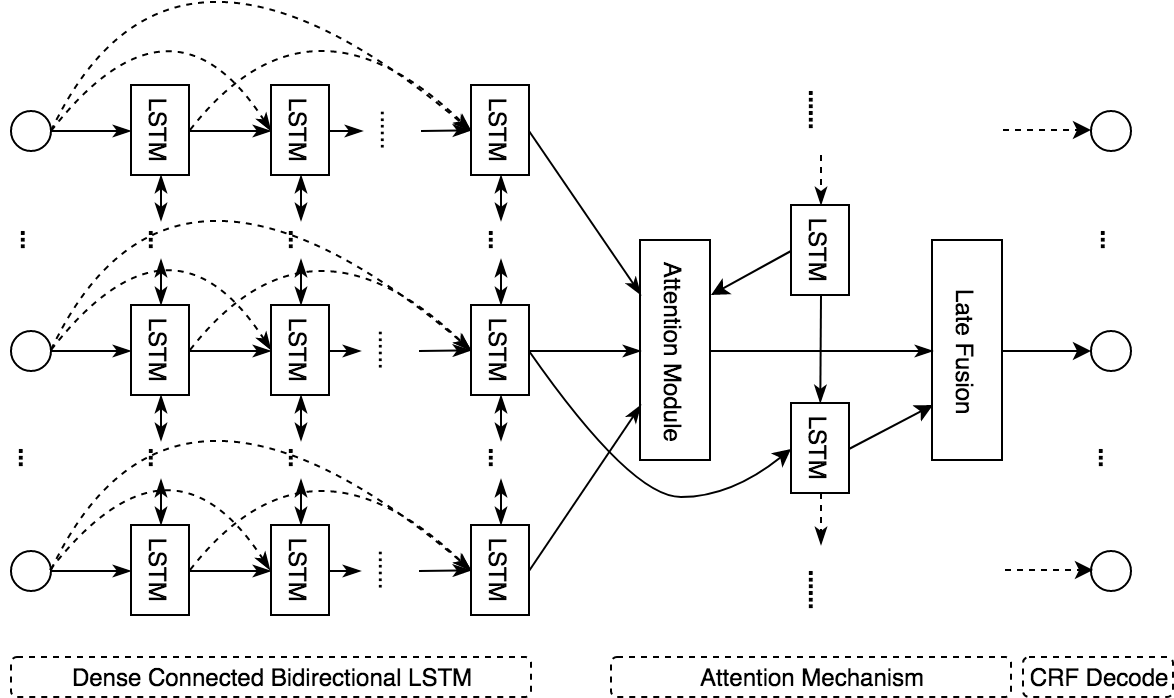 LSTM
LSTM
LSTM
LSTM
LSTM
LSTM
LSTM
LSTM
LSTM
Attention Module
LSTM
LSTM
Late Fusion
Dense Connected Bidirectional LSTM
Attention Mechanism
CRF Decode